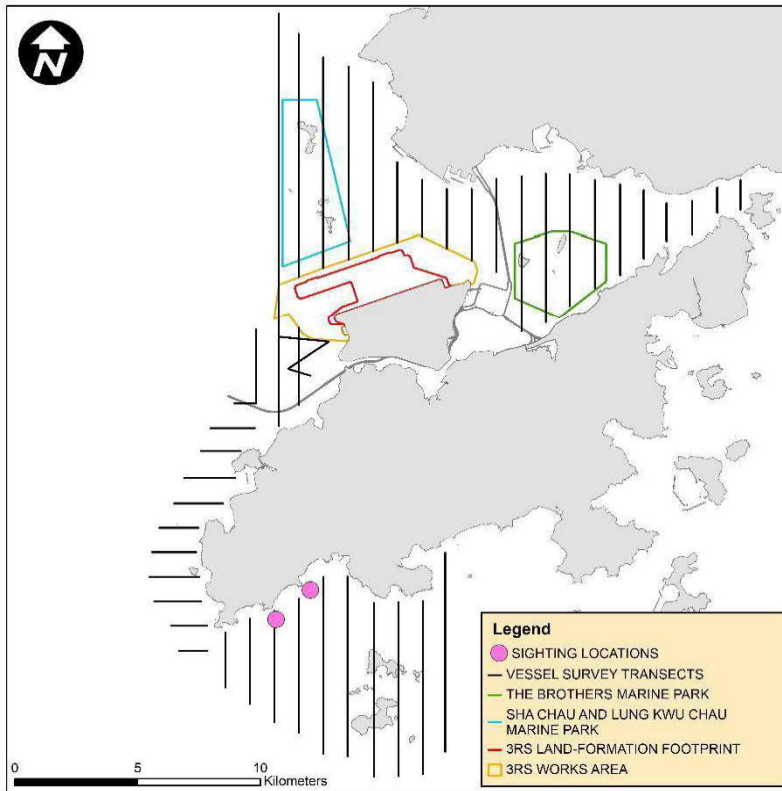 N
Legend
SIGHTING LOCATIONS
VESSEL SURVEY TRANSECTS
THE BROTHERS MARINE PARK
SHA CHAU AND LUNG KWU CHAU
MARINE PARK
3RS LAND-FORMATION FOOTPRINT
3RS WORKS AREA
0 5 10
Kilometers